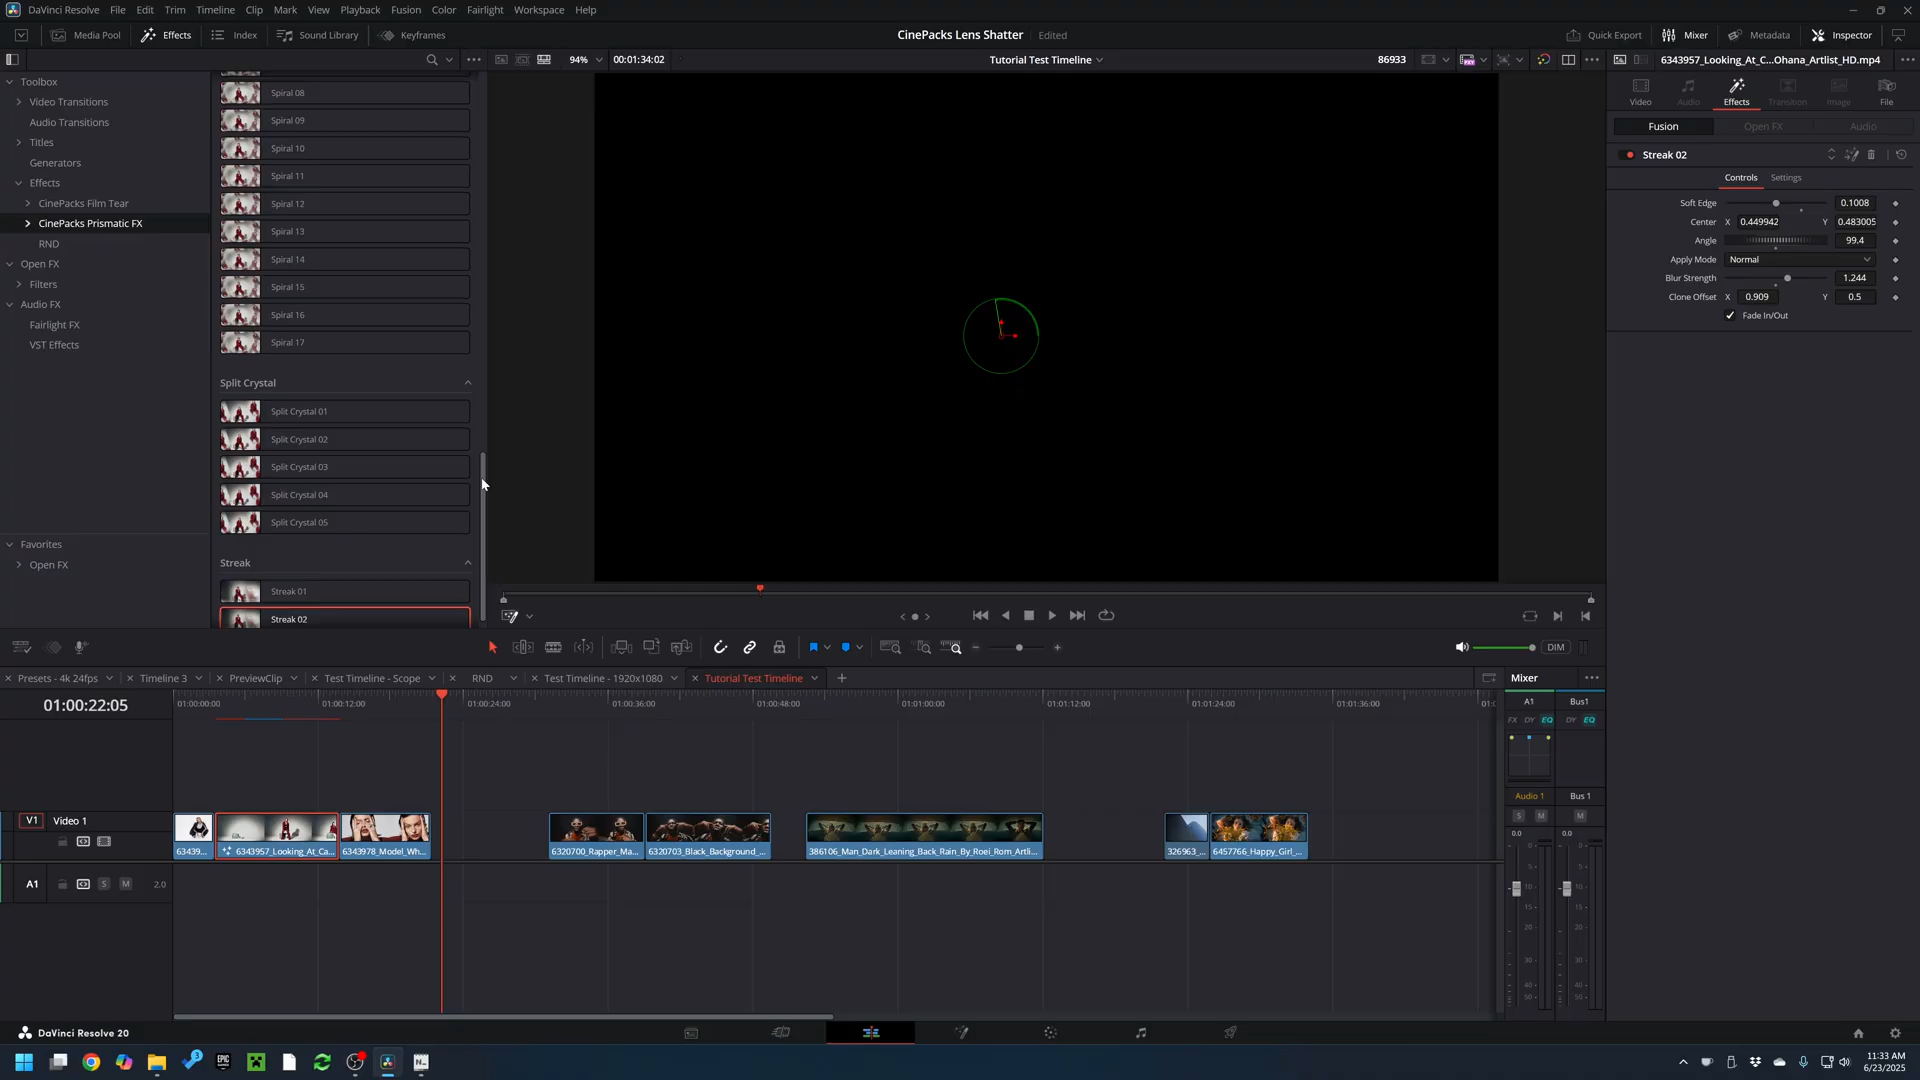 DaVinci Resolve File Edit Trim Timeline Clip Mark View Playback Fusion Color Fairlight Workspace Help
Media Pool Effects Index Sound Library Keyframes CinePacks Lens Shatter Edited Quick Export Mixer Metadata Inspector
94% 00:01:34:02 Tutorial Test Timeline 86933 6343957_Looking_At_C...Ohana_Artlist_HD.mp4
Toolbox
Video Transitions
Audio Transitions
Titles
Generators
Effects
CinePacks Film Tear
CinePacks Prismatic FX
RND
Open FX
Filters
Audio FX
Fairlight FX
VST Effects
Favorites
Open FX
Spiral 08
Spiral 09
Spiral 10
Spiral 11
Spiral 12
Spiral 13
Spiral 14
Spiral 15
Spiral 16
Spiral 17
Split Crystal
Split Crystal 01
Split Crystal 02
Split Crystal 03
Split Crystal 04
Split Crystal 05
Streak
Streak 01
Streak 02
Video Audio Effects Transition Image File
Fusion Open FX Audio
Streak 02
Controls Settings
Soft Edge 0.1008
Center X 0.449942 Y 0.483005
Angle 99.4
Apply Mode Normal
Blur Strength 1.244
Clone Offset X 0.909 Y 0.5
Fade In/Out
DIM
Presets - 4k 24fps Timeline 3 PreviewClip Test Timeline - Scope RND Test Timeline - 1920x1080 Tutorial Test Timeline
01:00:22:05
01:00:00:00 01:00:12:00 01:00:24:00 01:00:36:00 01:00:48:00 01:01:00:00 01:01:12:00 01:01:24:00 01:01:36:00
V1 Video 1
63439... 6343957_Looking_At_Ca... 6343978_Model_Wh... 6320700_Rapper_Ma... 6320703_Black_Background_... 386106_Man_Dark_Leaning_Back_Rain_By_Roei_Rom_Artli... 326963_... 6457766_Happy_Girl_...
A1 S M 2.0
Mixer
A1 Bus1
FX DY EQ DY EQ
Audio 1 Bus 1
S M M
0.0 0.0
DaVinci Resolve 20
11:33 AM
6/23/2025